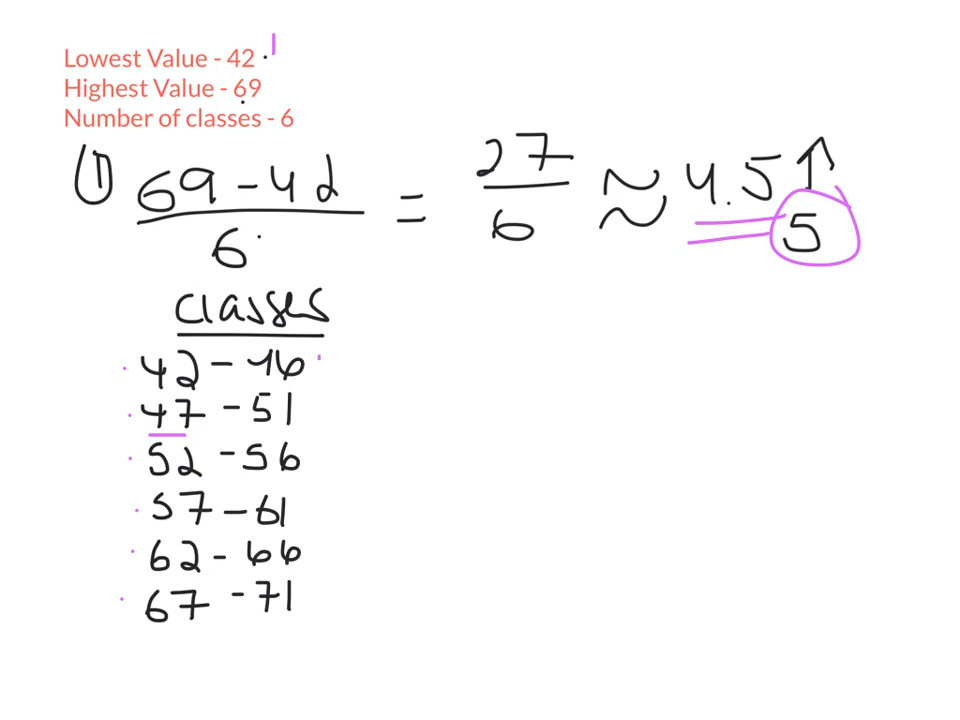 Lowest Value - 42
Highest Value - 69
Number of classes - 6
(1) 69 - 42 / 6 = 27 / 6 ≈ 4.5 ↑
5
classes
42 - 46
47 - 51
52 - 56
57 - 61
62 - 66
67 - 71